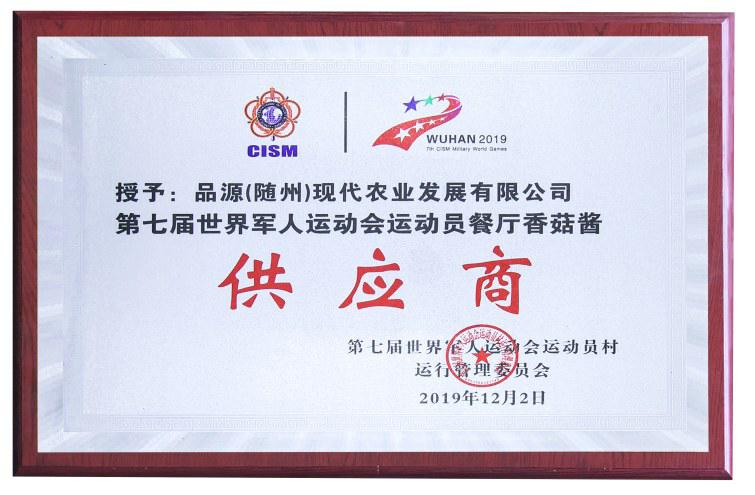 CISM
WUHAN 2019
7th CISM Military World Games
授予：品源(随州)现代农业发展有限公司
第七届世界军人运动会运动员餐厅香菇酱
供应商
第七届世界军人运动会运动员村
运行管理委员会
2019年12月2日